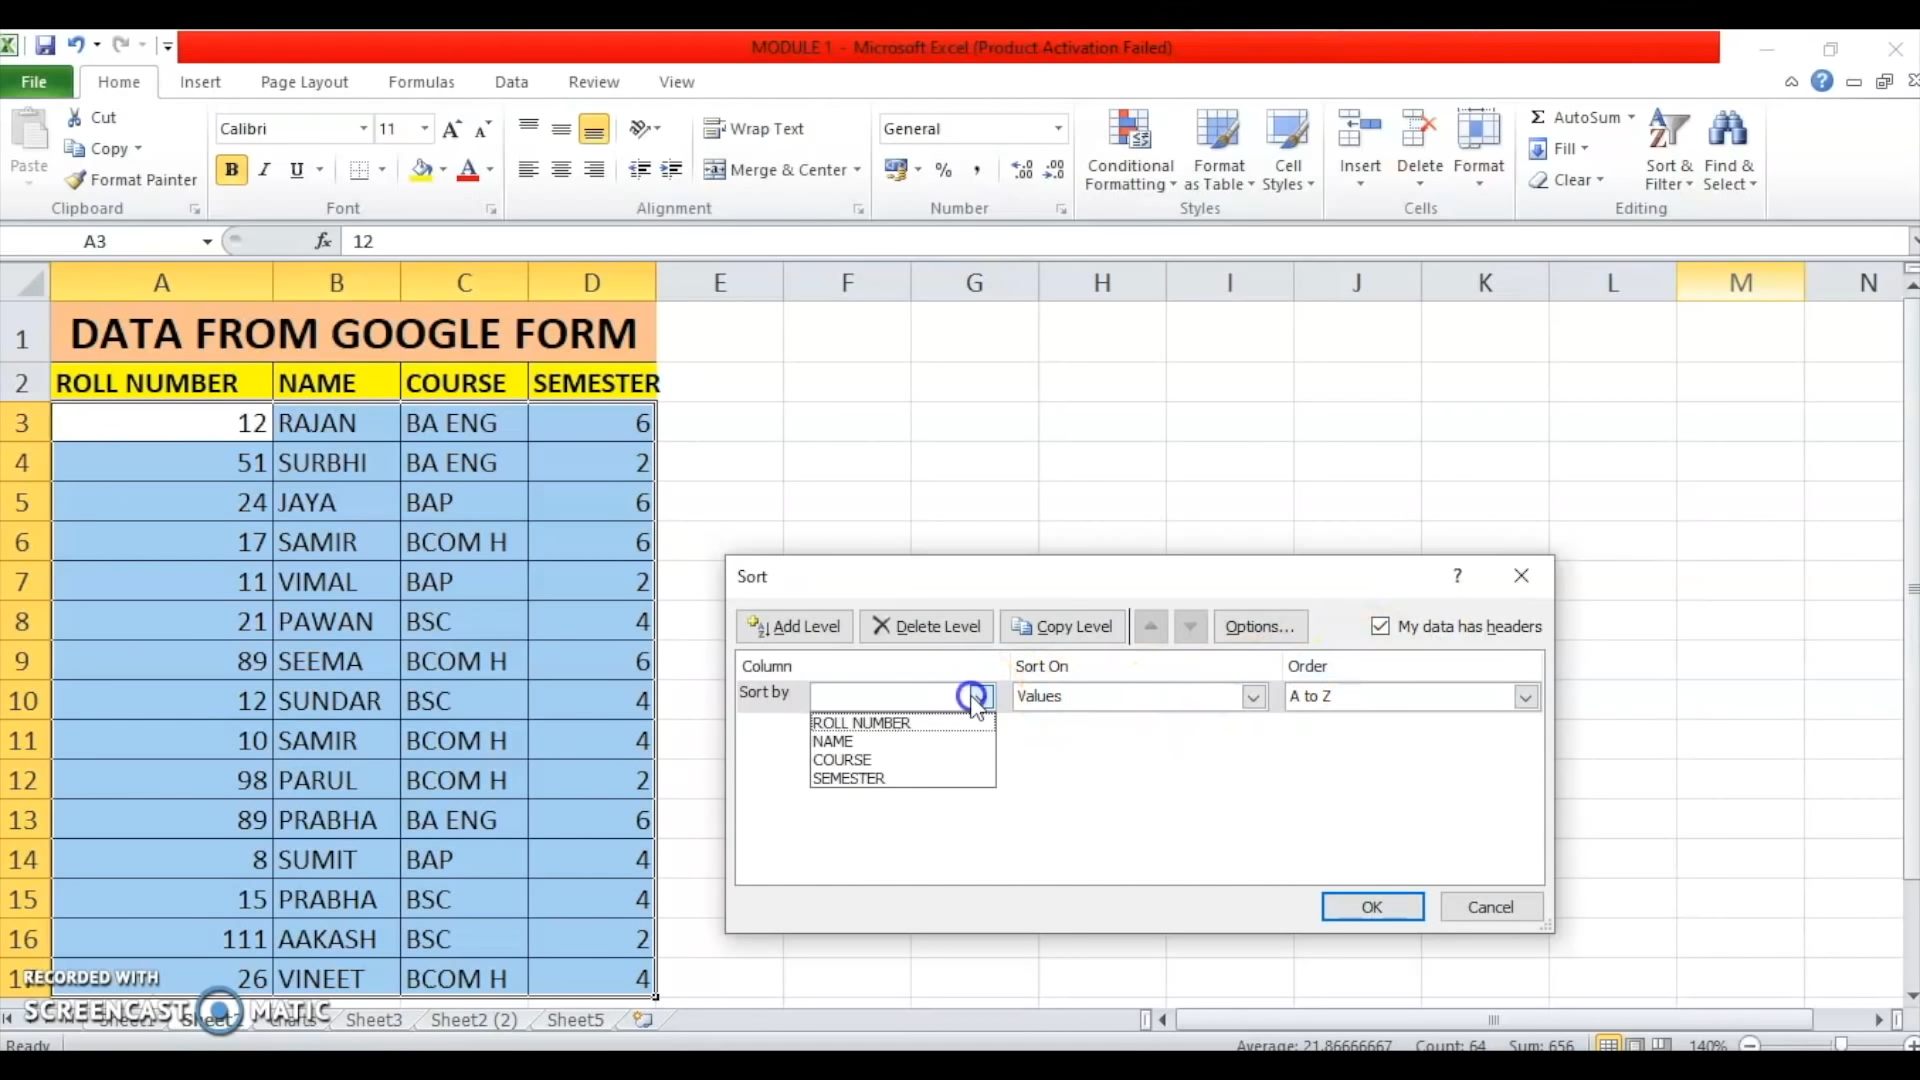 MODULE 1 - Microsoft Excel (Product Activation Failed)
File Home Insert Page Layout Formulas Data Review View
Cut
Copy
Format Painter
Paste
Clipboard
Calibri 11
B I U
Font
Wrap Text
Merge & Center
Alignment
General
Number
Conditional Formatting
Format as Table
Cell Styles
Styles
Insert Delete Format
Cells
AutoSum
Fill
Clear
Sort & Filter
Find & Select
Editing
A3 fx 12
A B C D E F G H I J K L M N
1 DATA FROM GOOGLE FORM
2 ROLL NUMBER NAME COURSE SEMESTER
3 12 RAJAN BA ENG 6
4 51 SURBHI BA ENG 2
5 24 JAYA BAP 6
6 17 SAMIR BCOM H 6
7 11 VIMAL BAP 2
8 21 PAWAN BSC 4
9 89 SEEMA BCOM H 6
10 12 SUNDAR BSC 4
11 10 SAMIR BCOM H 4
12 98 PARUL BCOM H 2
13 89 PRABHA BA ENG 6
14 8 SUMIT BAP 4
15 15 PRABHA BSC 4
16 111 AAKASH BSC 2
26 VINEET BCOM H 4
Sort
Add Level Delete Level Copy Level Options... My data has headers
Column Sort On Order
Sort by Values A to Z
ROLL NUMBER
NAME
COURSE
SEMESTER
OK Cancel
RECORDED WITH
SCREENCAST MATIC
Sheet3 Sheet2 (2) Sheet5
Ready Average: 21.86666667 Count: 64 Sum: 656 140%